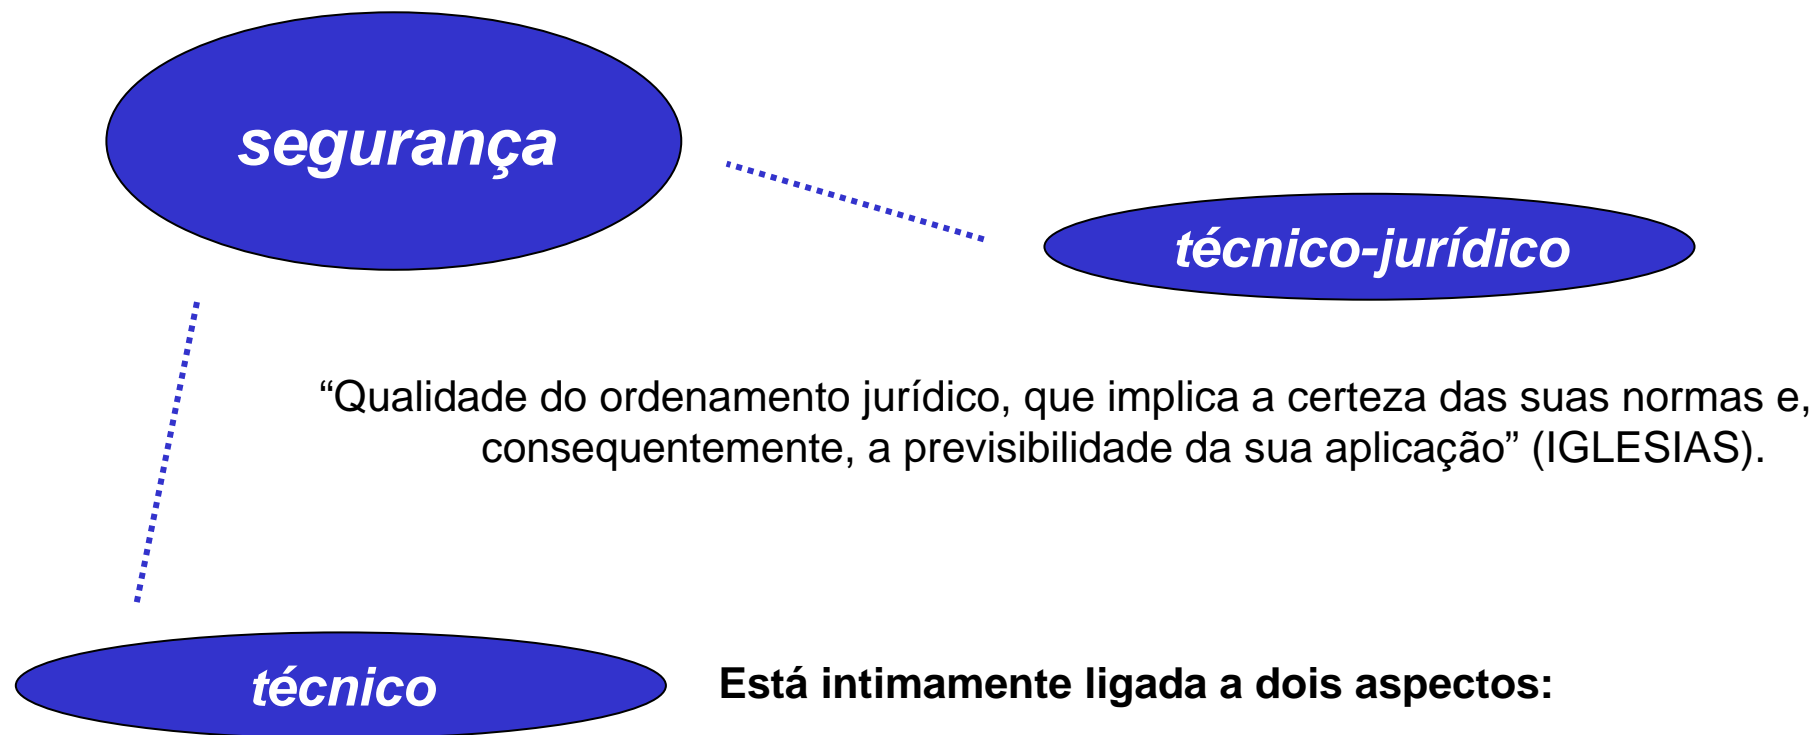 segurança
técnico-jurídico
“Qualidade do ordenamento jurídico, que implica a certeza das suas normas e,
consequentemente, a previsibilidade da sua aplicação” (IGLESIAS).
técnico
Está intimamente ligada a dois aspectos: